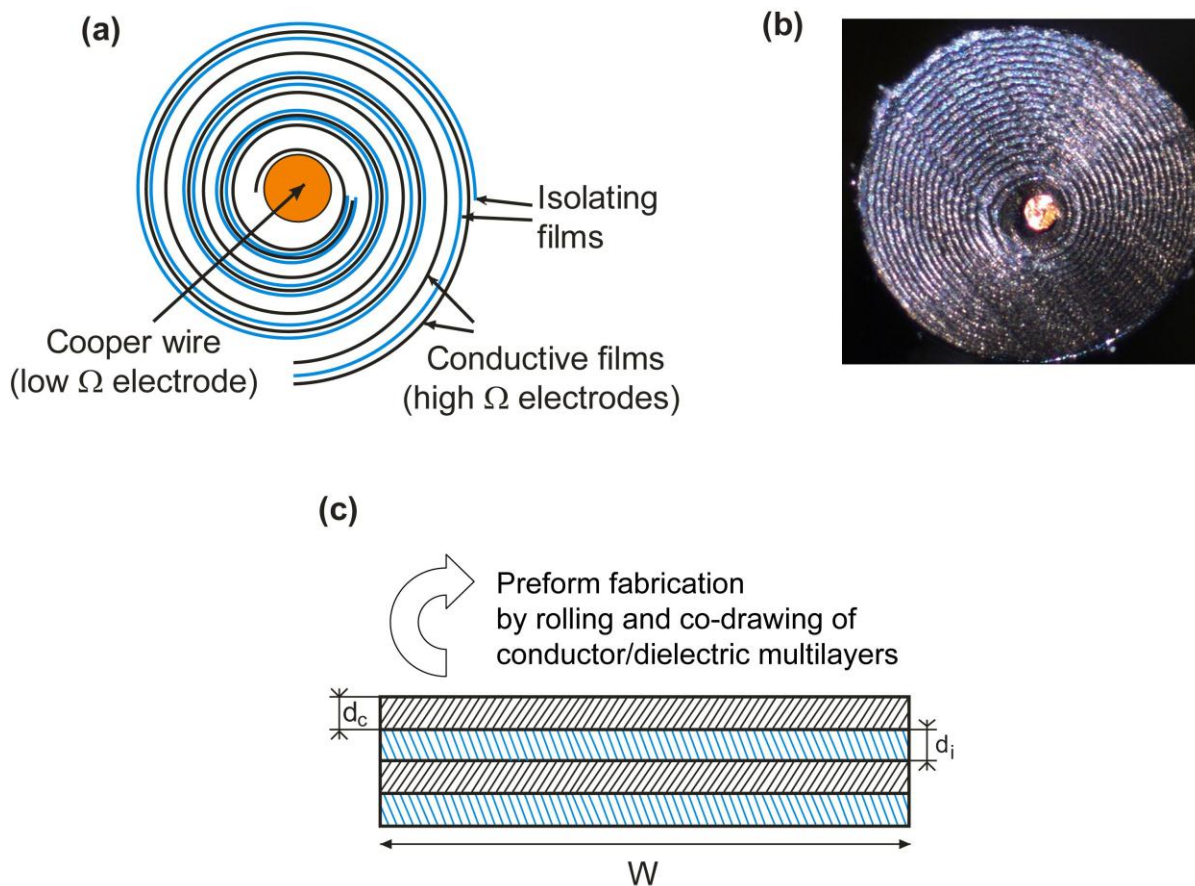 (a)
(b)
Isolating
films
Cooper wire
(low Ω electrode)
Conductive films
(high Ω electrodes)
(c)
Preform fabrication
by rolling and co-drawing of
conductor/dielectric multilayers
dc
di
W